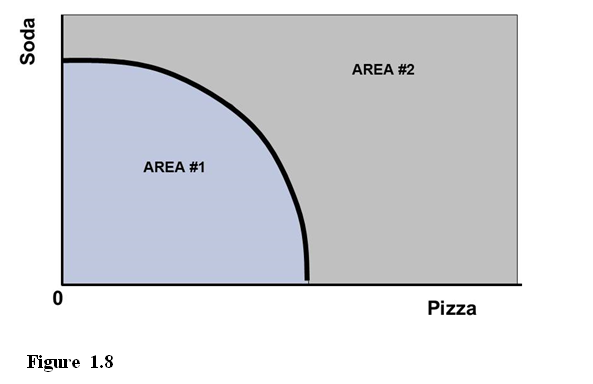 Soda
AREA #2
AREA #1
0
Pizza
Figure 1.8